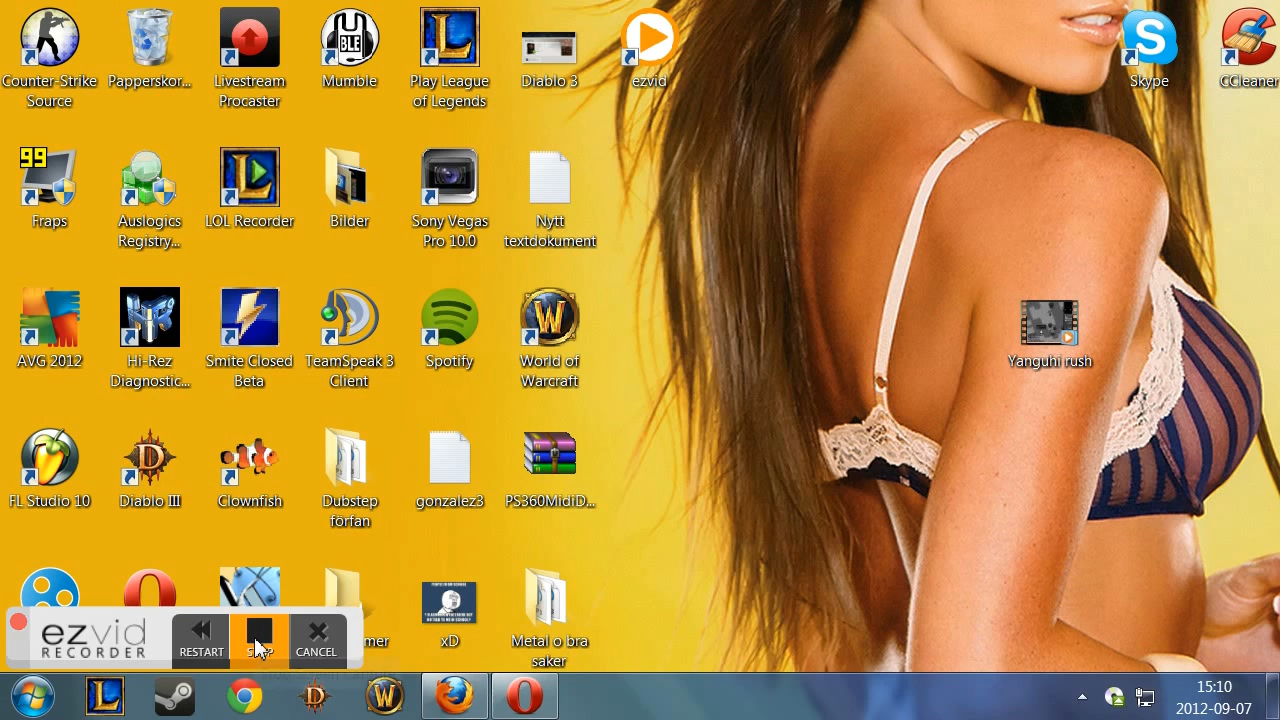 Counter-Strike
Source
Papperskor...
Livestream
Procaster
BLE
Mumble
Play League
of Legends
Diablo 3
ezvid
Skype
CCleaner
99
Fraps
Auslogics
Registry...
LOL Recorder
Bilder
Sony Vegas
Pro 10.0
Nytt
textdokument
AVG 2012
Hi-Rez
Diagnostic...
Smite Closed
Beta
TeamSpeak 3
Client
Spotify
World of
Warcraft
Yanguhi rush
FL Studio 10
Diablo III
Clownfish
Dubstep
förfan
gonzalez3
PS360MidiD...
mer
xD
Metal o bra
saker
ezvid
RECORDER
RESTART
CANCEL
15:10
2012-09-07